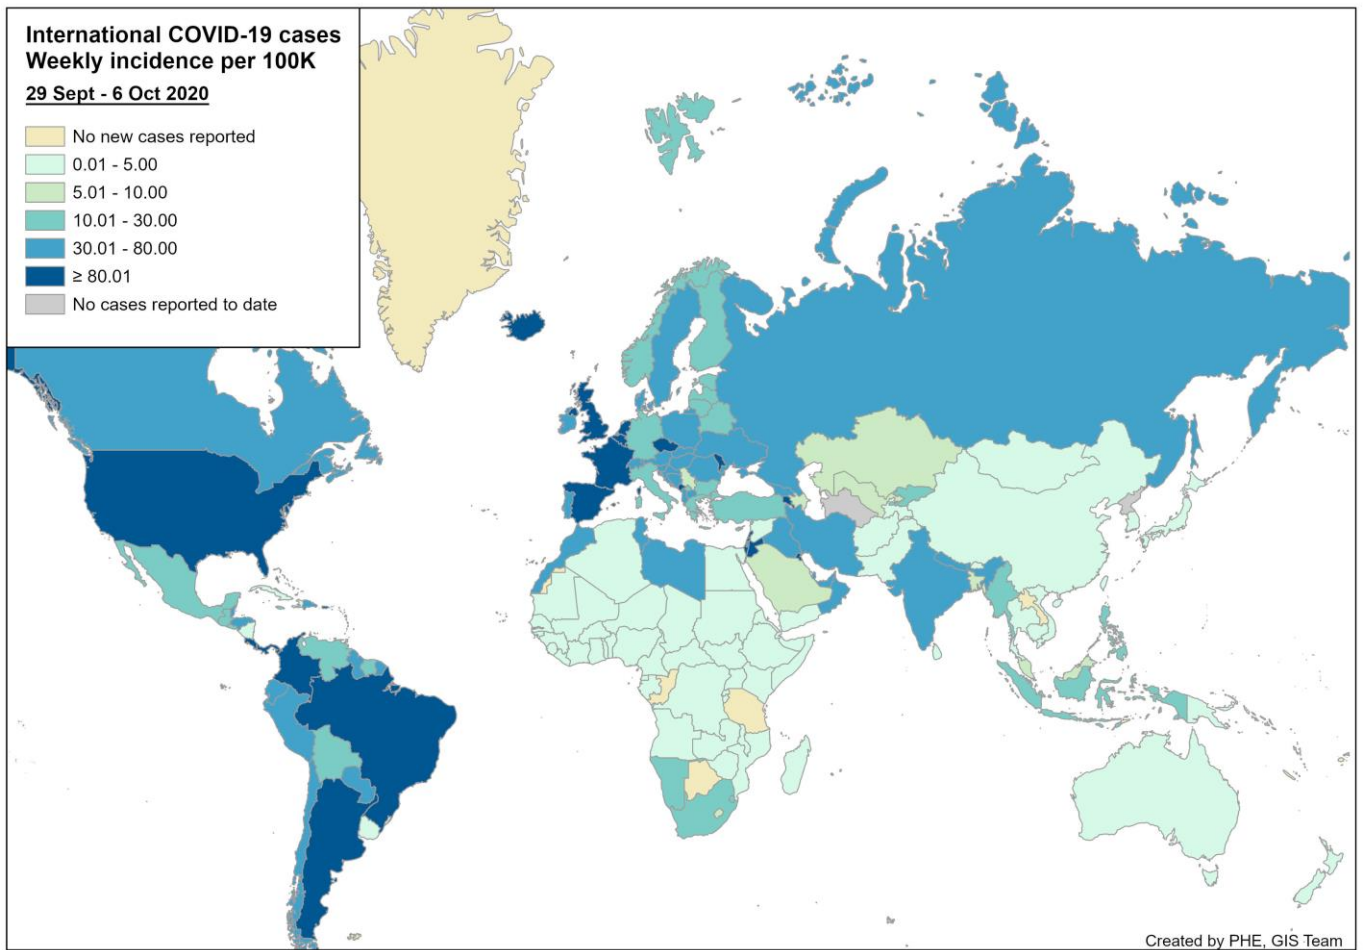 International COVID-19 cases
Weekly incidence per 100K
29 Sept - 6 Oct 2020
No new cases reported
0.01 - 5.00
5.01 - 10.00
10.01 - 30.00
30.01 - 80.00
≥ 80.01
No cases reported to date
Created by PHE, GIS Team